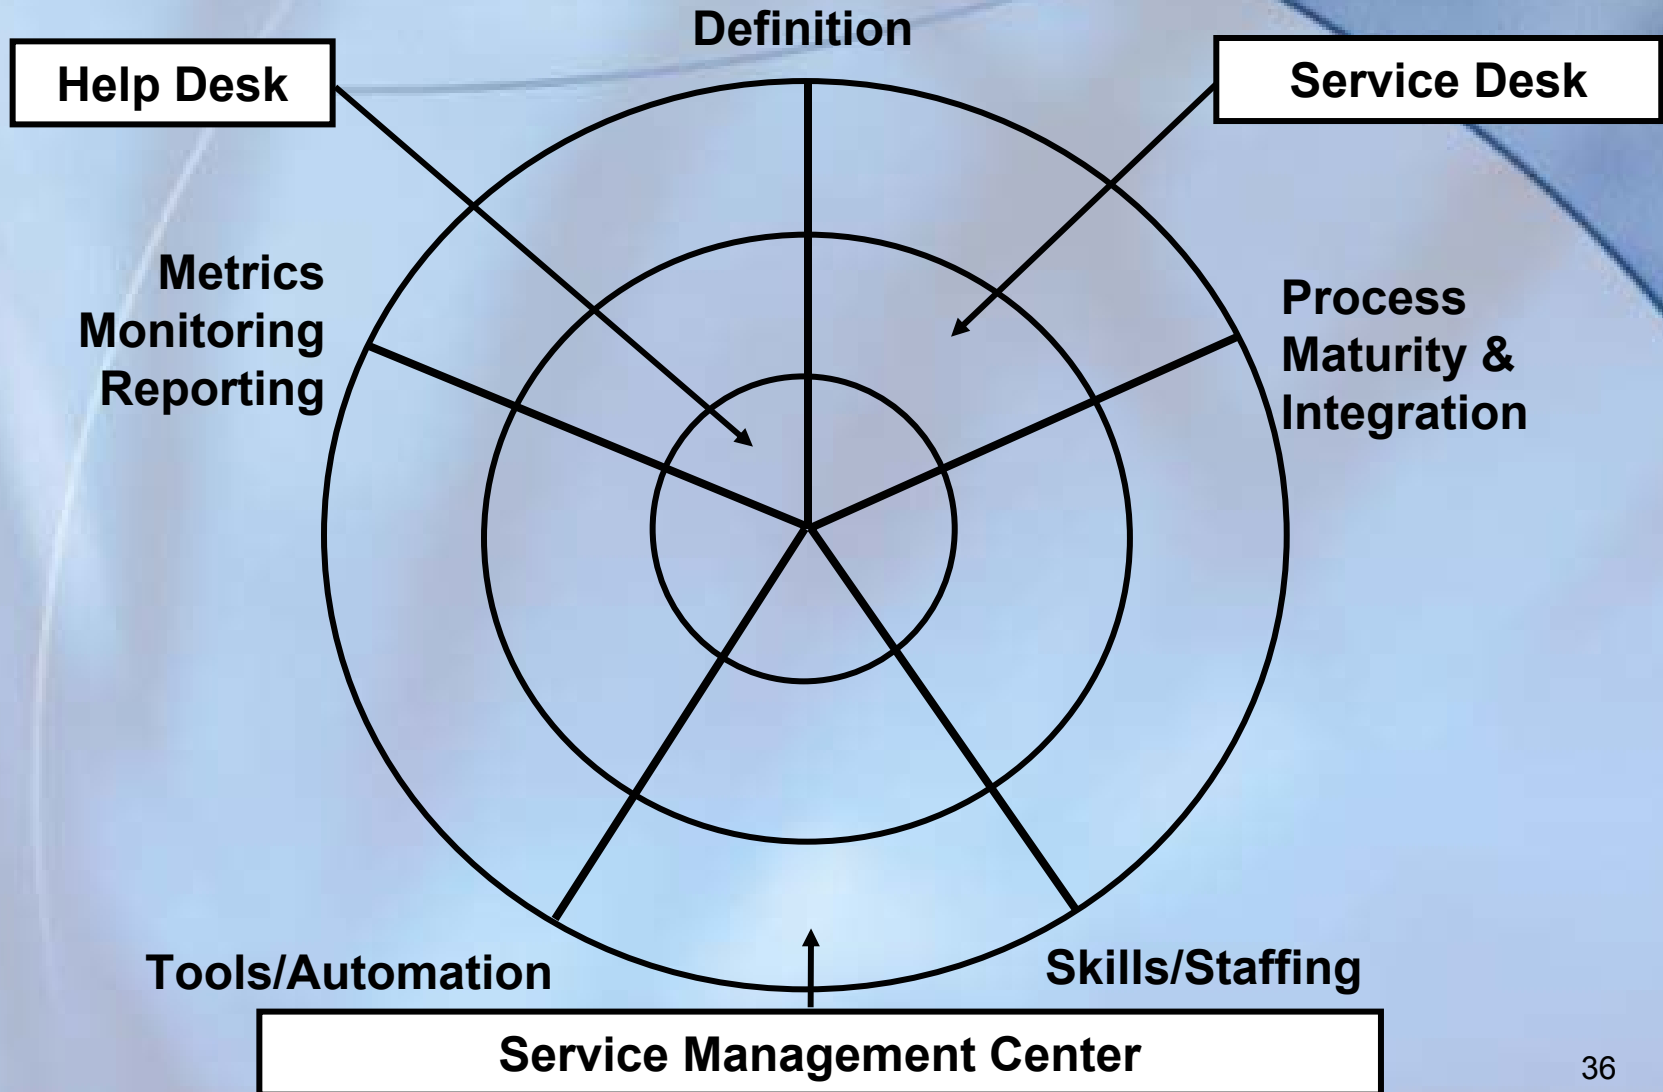 Definition
Help Desk
Service Desk
Metrics
Monitoring
Reporting
Process
Maturity &
Integration
Tools/Automation
Skills/Staffing
Service Management Center
36